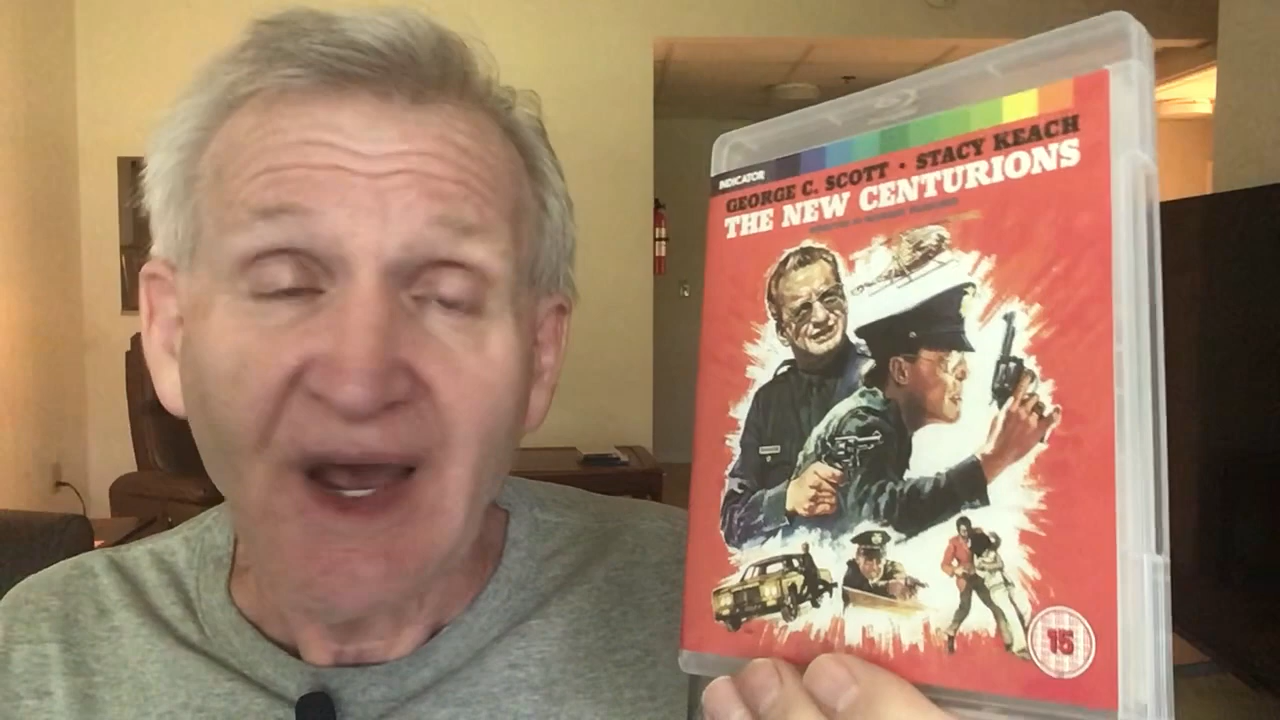 INDICATOR
GEORGE C. SCOTT • STACY KEACH
THE NEW CENTURIONS
15